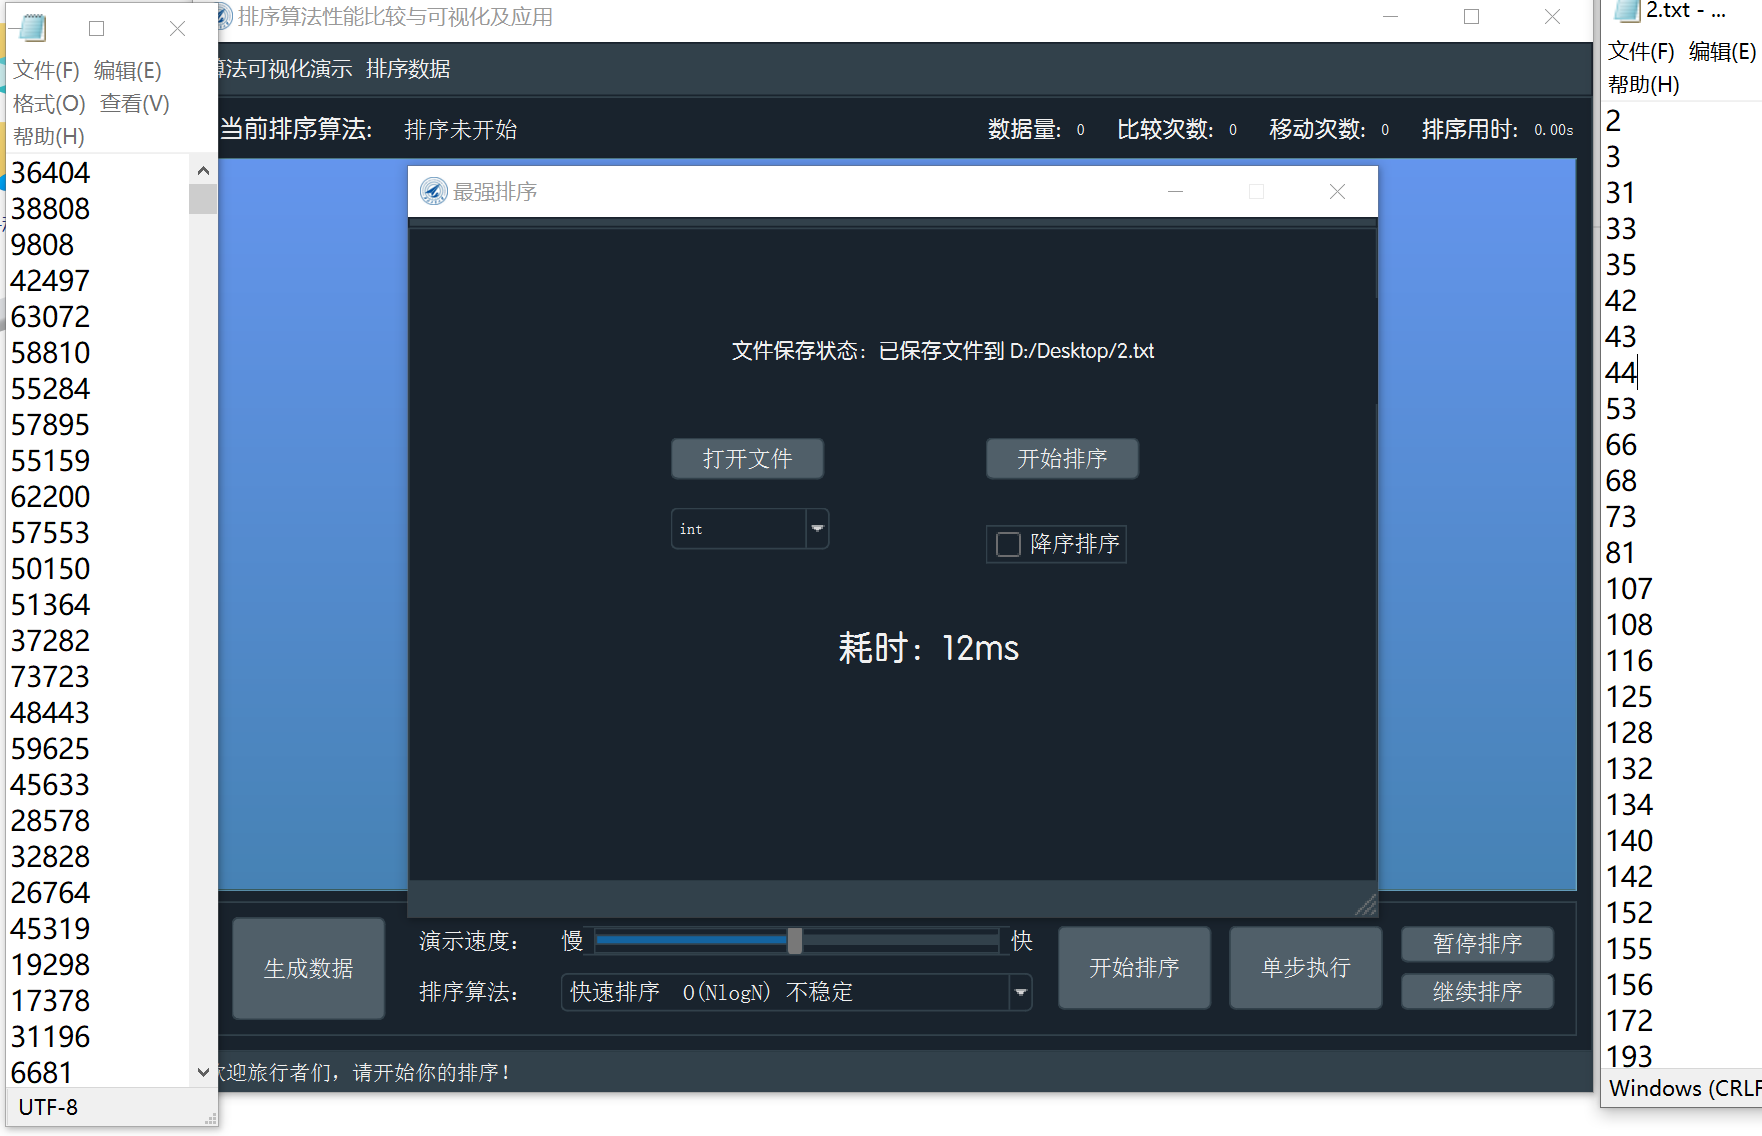 文件(F) 编辑(E)
格式(O) 查看(V)
帮助(H)
36404
38808
9808
42497
63072
58810
55284
57895
55159
62200
57553
50150
51364
37282
73723
48443
59625
45633
28578
32828
26764
45319
19298
17378
31196
6681
UTF-8
排序算法性能比较与可视化及应用
算法可视化演示 排序数据
当前排序算法: 排序未开始 数据量: 0 比较次数: 0 移动次数: 0 排序用时: 0.00s
最强排序
文件保存状态：已保存文件到 D:/Desktop/2.txt
打开文件 开始排序
int
降序排序
耗时：12ms
生成数据
演示速度: 慢 快
排序算法: 快速排序 O(NlogN) 不稳定
开始排序
单步执行
暂停排序
继续排序
欢迎旅行者们，请开始你的排序！
2.txt - ...
文件(F) 编辑(E)
帮助(H)
2
3
31
33
35
42
43
44
53
66
68
73
81
107
108
116
125
128
132
134
140
142
152
155
156
172
193
Windows (CRLF